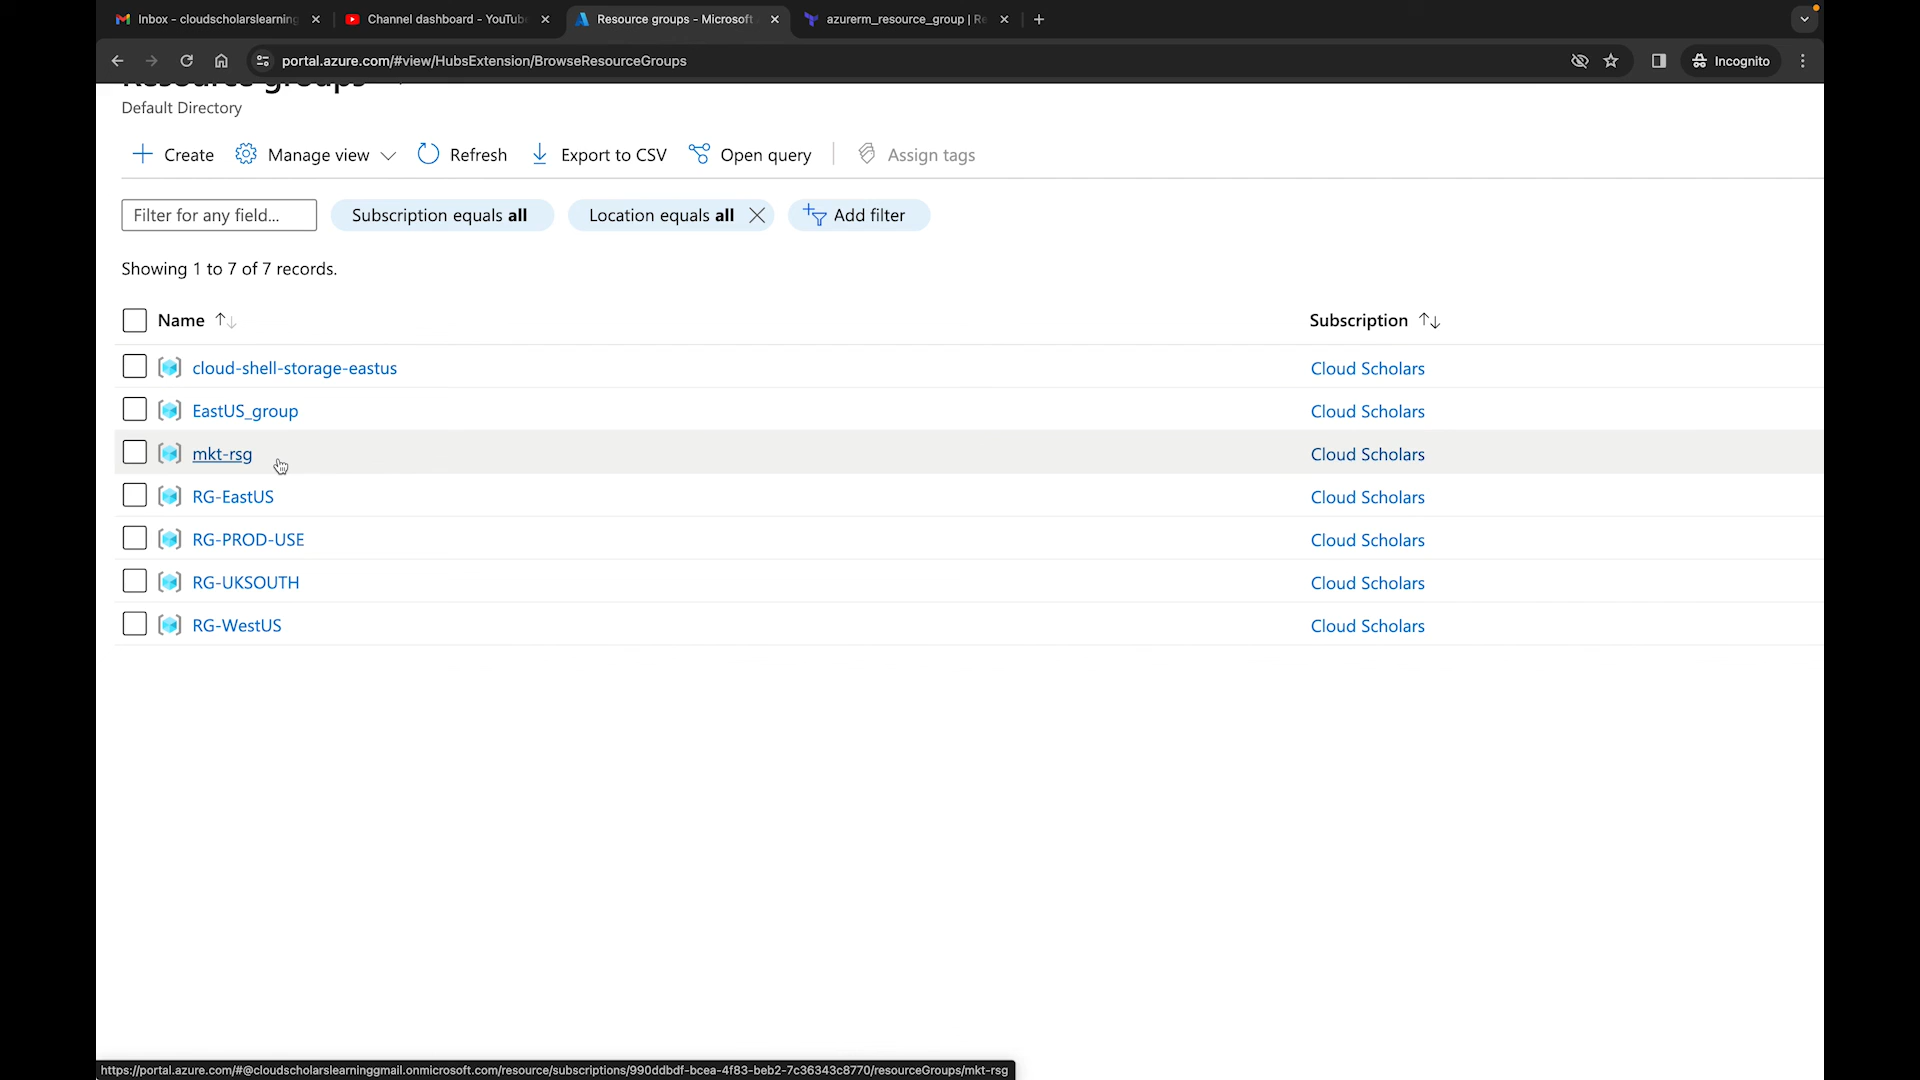 Inbox - cloudscholarslearning
Channel dashboard - YouTube
Resource groups - Microsoft
azurerm_resource_group | Re
portal.azure.com/#view/HubsExtension/BrowseResourceGroups
Incognito
Resource groups
Default Directory
Create
Manage view
Refresh
Export to CSV
Open query
Assign tags
Filter for any field...
Subscription equals all
Location equals all
Add filter
Showing 1 to 7 of 7 records.
Name
Subscription
cloud-shell-storage-eastus
Cloud Scholars
EastUS_group
Cloud Scholars
mkt-rsg
Cloud Scholars
RG-EastUS
Cloud Scholars
RG-PROD-USE
Cloud Scholars
RG-UKSOUTH
Cloud Scholars
RG-WestUS
Cloud Scholars
https://portal.azure.com/#@cloudscholarslearninggmail.onmicrosoft.com/resource/subscriptions/990ddbdf-bcea-4f83-beb2-7c36343c8770/resourceGroups/mkt-rsg